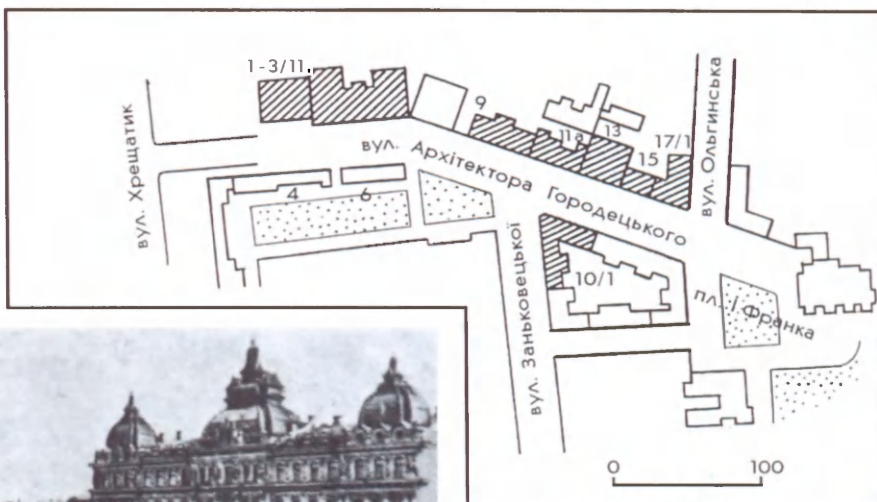 1-3/11.
9
11а
13
15
17/1
вул. Ольгинська
вул. Хрещатик
вул. Архітектора Городецького
4
6
вул. Заньковецької
10/1
пл. І. Франка
0 100